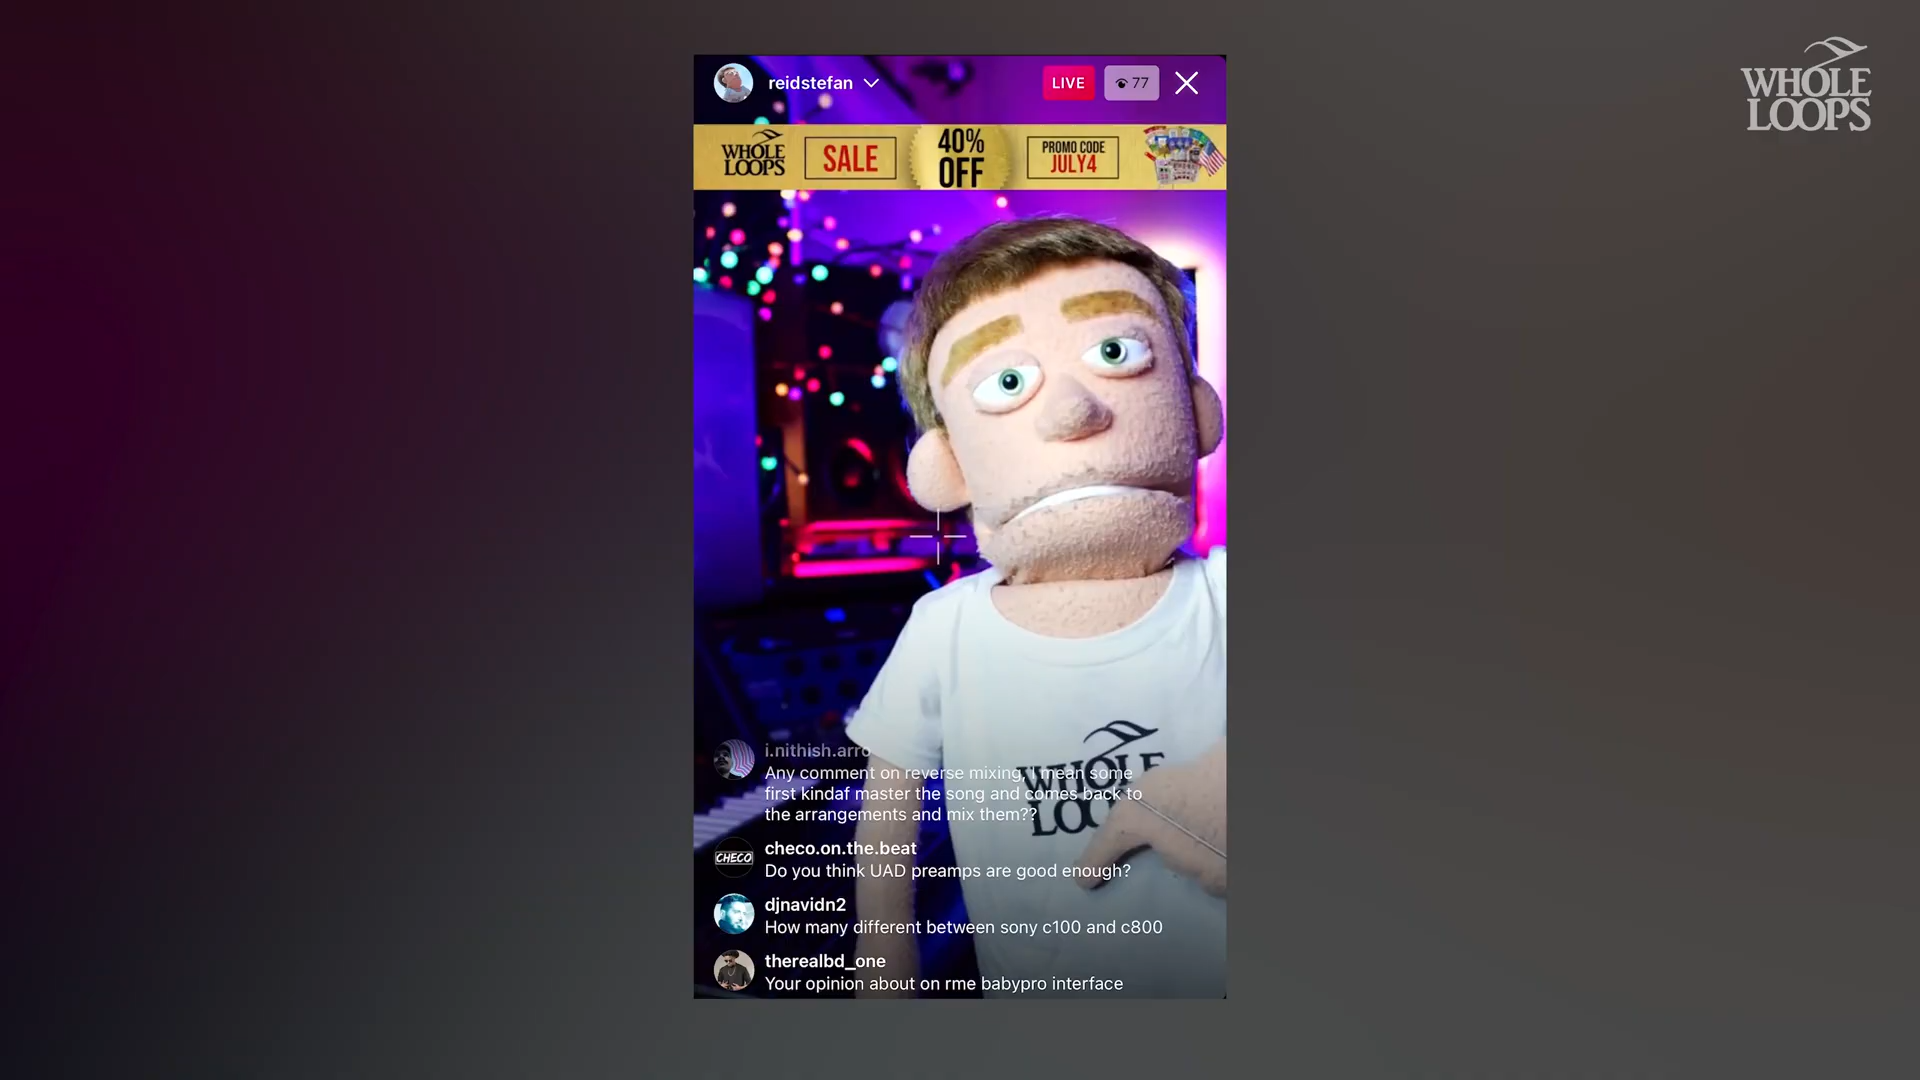 WHOLE
LOOPS
reidstefan
LIVE
77
WHOLE
LOOPS
SALE
40%
OFF
PROMO CODE
JULY4
WHOLE
LOOPS
i.nithish.arro
Any comment on reverse mixing, I mean some
first kindaf master the song and comes back to
the arrangements and mix them??
checo.on.the.beat
CHECO
Do you think UAD preamps are good enough?
djnavidn2
How many different between sony c100 and c800
therealbd_one
Your opinion about on rme babypro interface